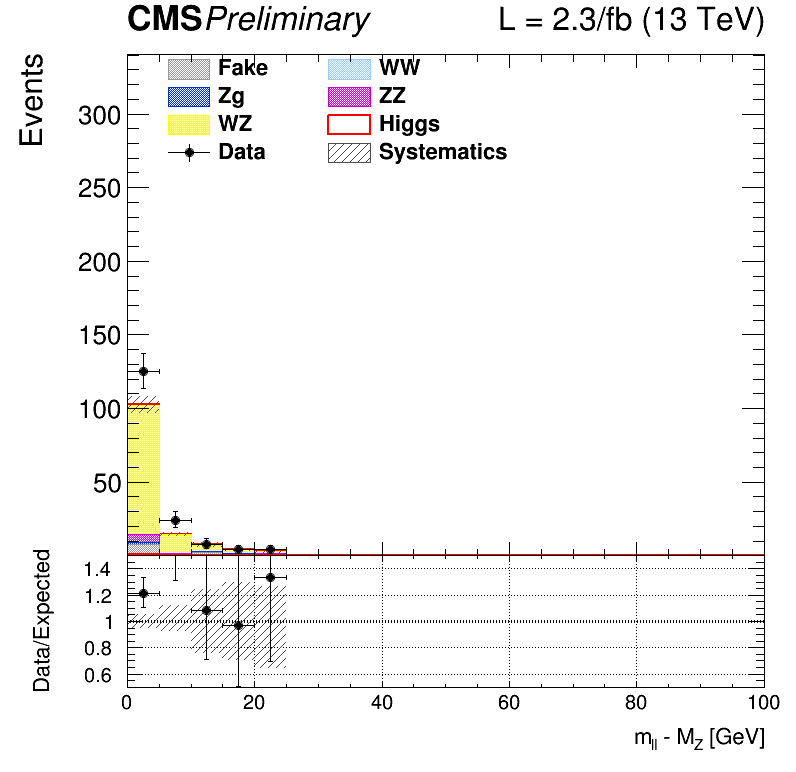 CMS Preliminary L = 2.3/fb (13 TeV)
Events
Fake WW
Zg ZZ
WZ Higgs
Data Systematics
300
250
200
150
100
50
Data/Expected
1.4
1.2
1
0.8
0.6
0 20 40 60 80 100
m_ll - M_Z [GeV]